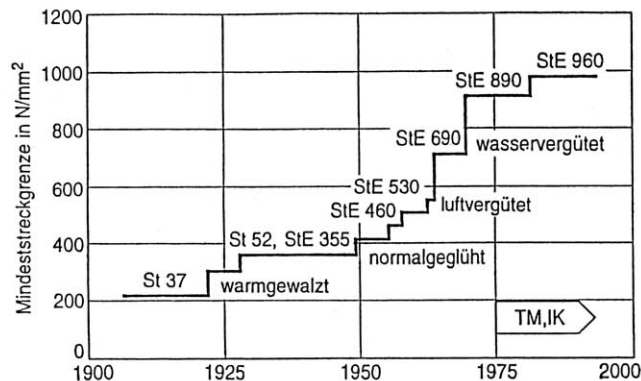 Mindeststreckgrenze in N/mm²
1200
1000
800
600
400
200
0
StE 960
StE 890
StE 690
wasservergütet
StE 530
luftvergütet
StE 460
St 52, StE 355
normalgeglüht
St 37
warmgewalzt
TM,IK
1900
1925
1950
1975
2000